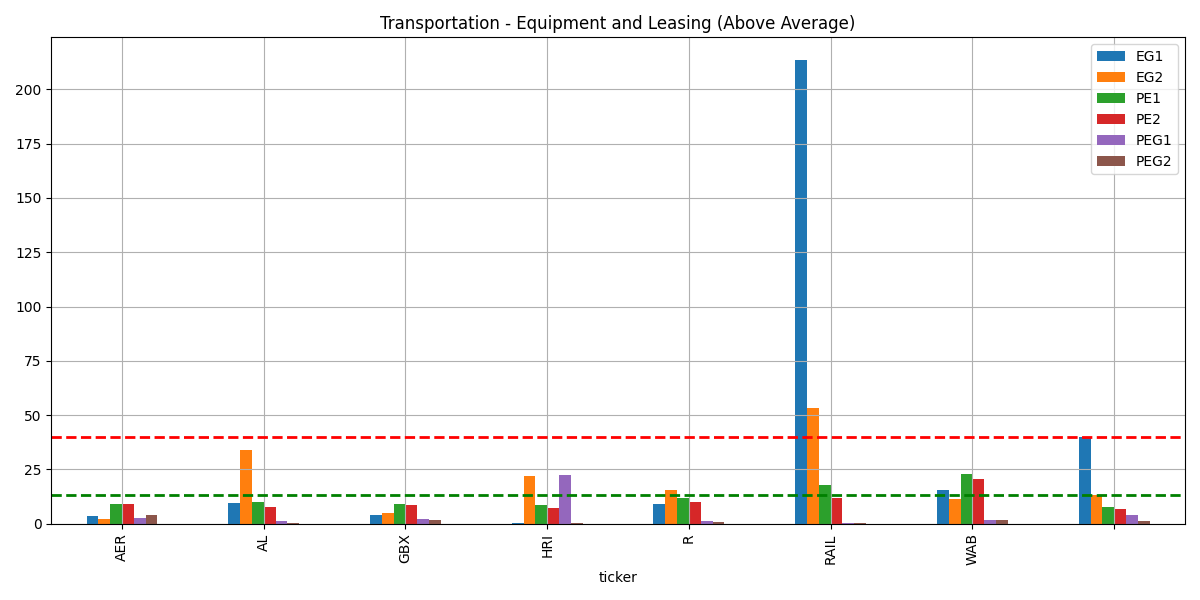 Transportation - Equipment and Leasing (Above Average)
EG1
EG2
PE1
PE2
PEG1
PEG2
200
175
150
125
100
75
50
25
0
AER
AL
GBX
HRI
R
RAIL
WAB
ticker